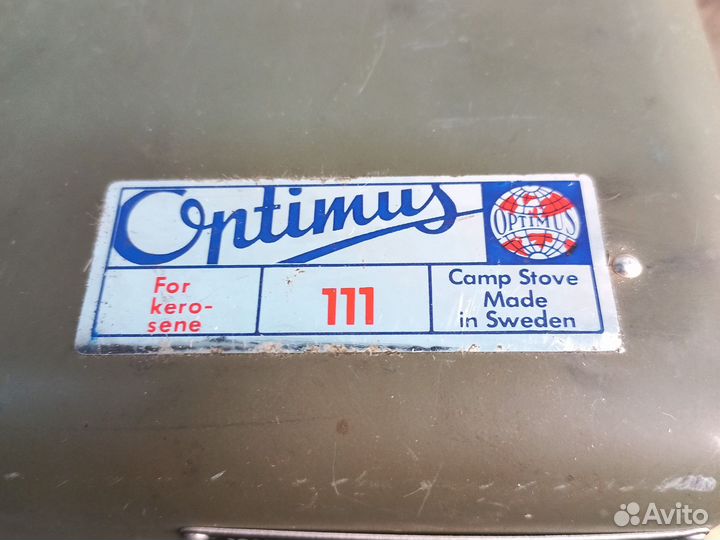 Optimus
OPTIMUS
For
kero-
sene
111
Camp Stove
Made
in Sweden
Avito